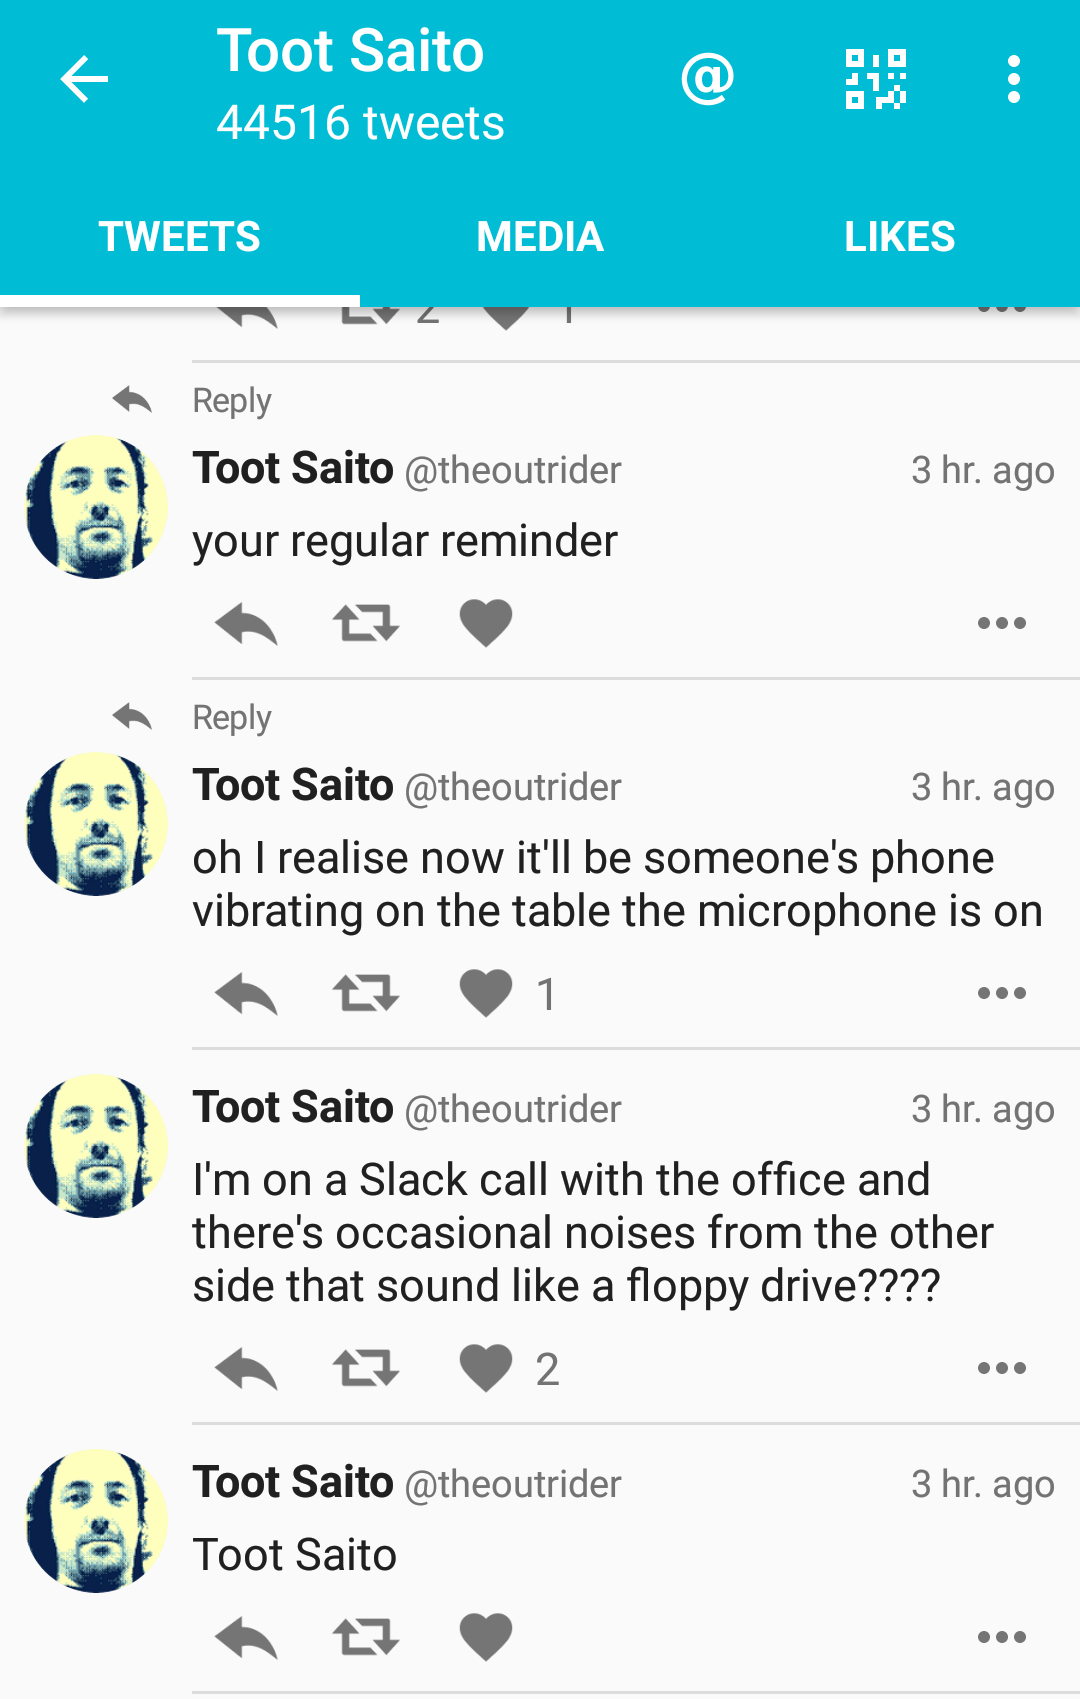 Toot Saito
44516 tweets
@
TWEETS MEDIA LIKES
2 1
Reply
Toot Saito @theoutrider 3 hr. ago
your regular reminder
Reply
Toot Saito @theoutrider 3 hr. ago
oh I realise now it'll be someone's phone
vibrating on the table the microphone is on
1
Toot Saito @theoutrider 3 hr. ago
I'm on a Slack call with the office and
there's occasional noises from the other
side that sound like a floppy drive????
2
Toot Saito @theoutrider 3 hr. ago
Toot Saito